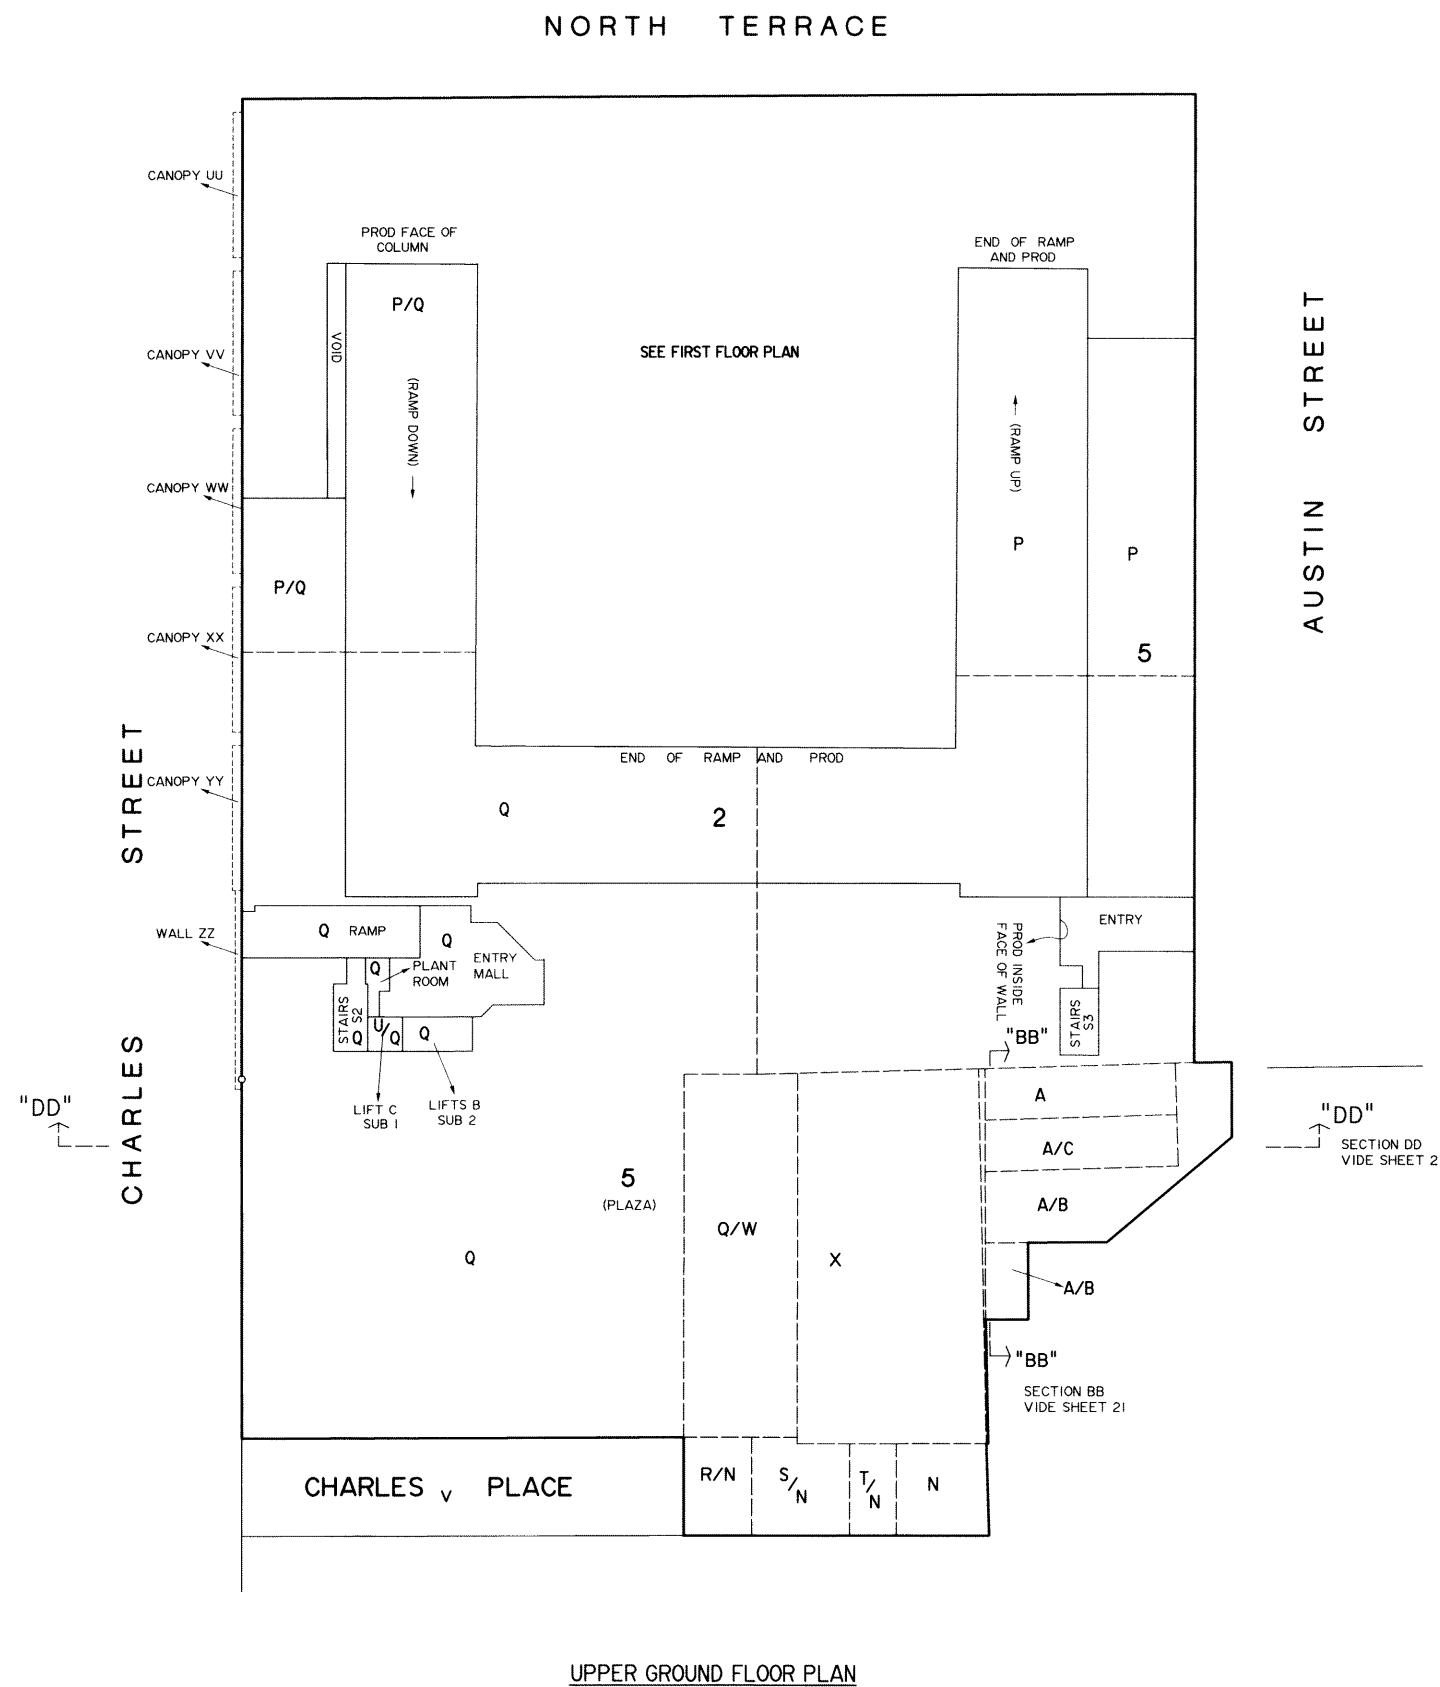 NORTH TERRACE
CANOPY UU
PROD FACE OF
COLUMN
END OF RAMP
AND PROD
P/Q
VOID
CANOPY VV
SEE FIRST FLOOR PLAN
(RAMP DOWN)
(RAMP UP)
AUSTIN STREET
CANOPY WW
P
P
P/Q
CANOPY XX
5
END OF RAMP AND PROD
CANOPY YY
Q
2
CHARLES STREET
WALL ZZ
Q RAMP
Q
ENTRY
MALL
Q
PLANT
ROOM
STAIRS
S2
Q
U/Q
Q
LIFT C
SUB 1
LIFTS B
SUB 2
PROD INSIDE
FACE OF WALL
ENTRY
STAIRS
S3
"BB"
A
"DD"
"DD"
SECTION DD
VIDE SHEET 2
A/C
5
(PLAZA)
A/B
Q/W
Q
X
A/B
"BB"
SECTION BB
VIDE SHEET 21
CHARLES V PLACE
R/N
S/N
T/N
N
UPPER GROUND FLOOR PLAN